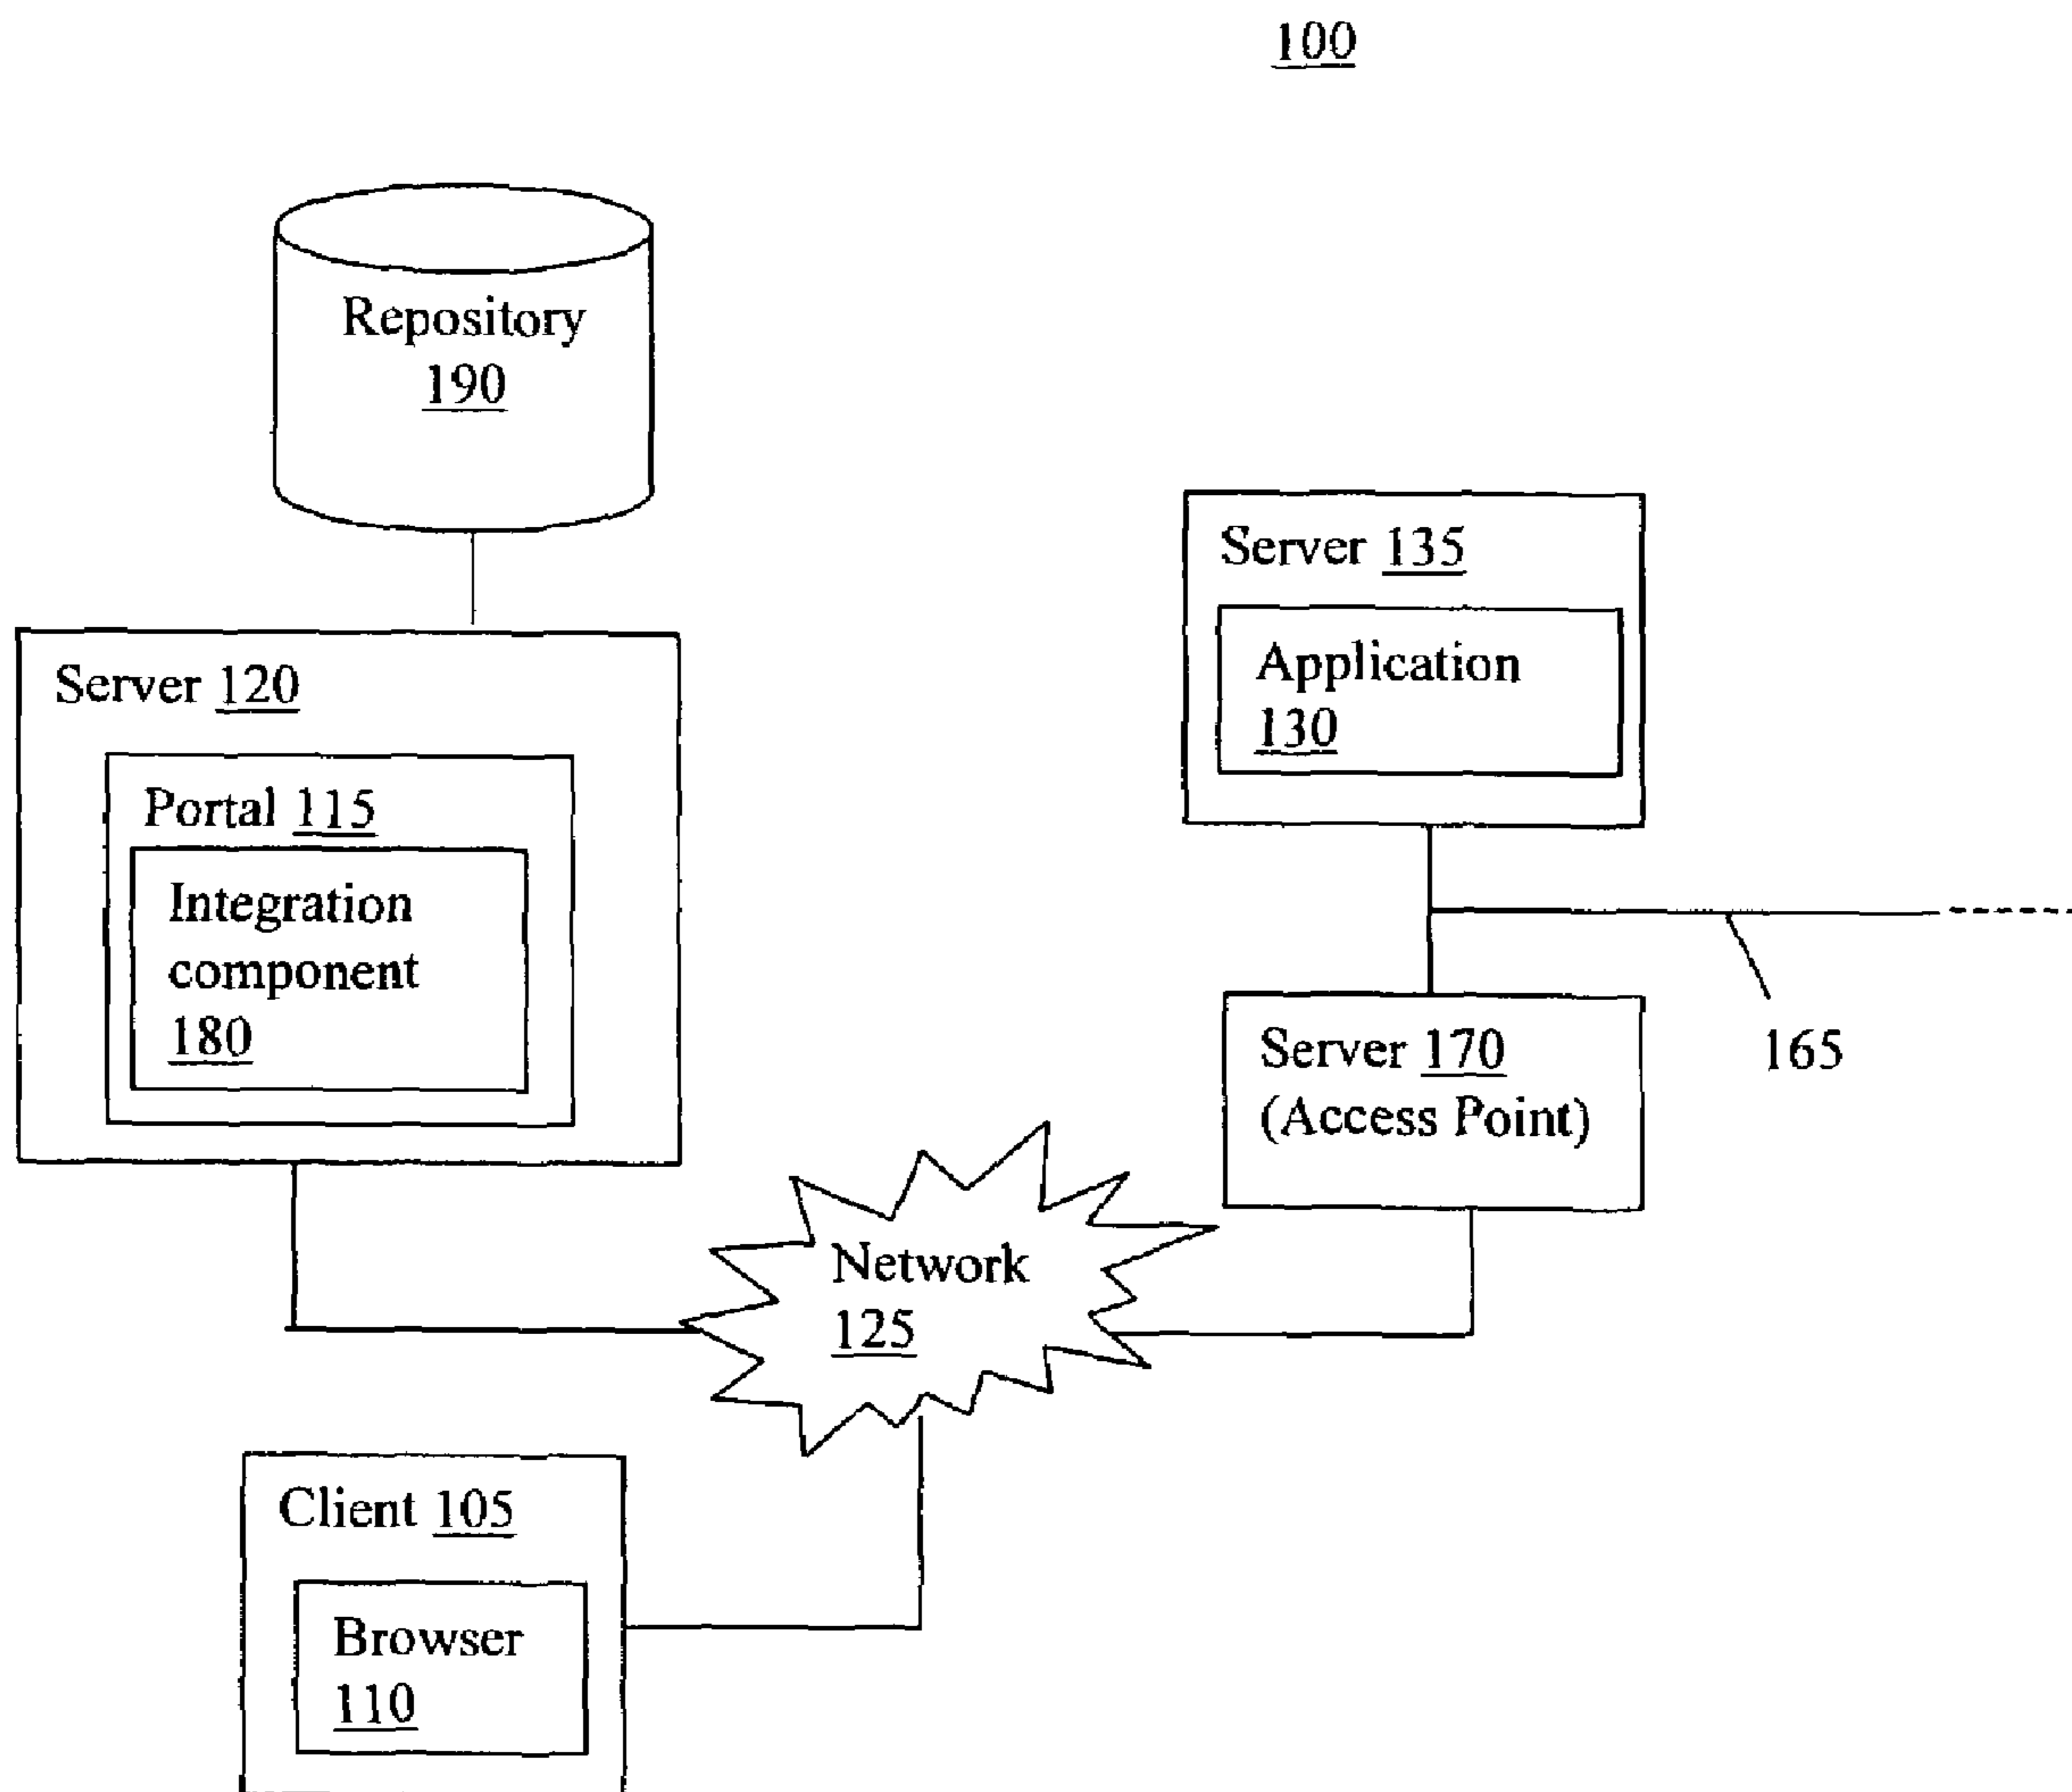 100
Repository
190
Server 135
Application
130
Server 120
Portal 115
Integration
component
180
165
Server 170
(Access Point)
Network
125
Client 105
Browser
110